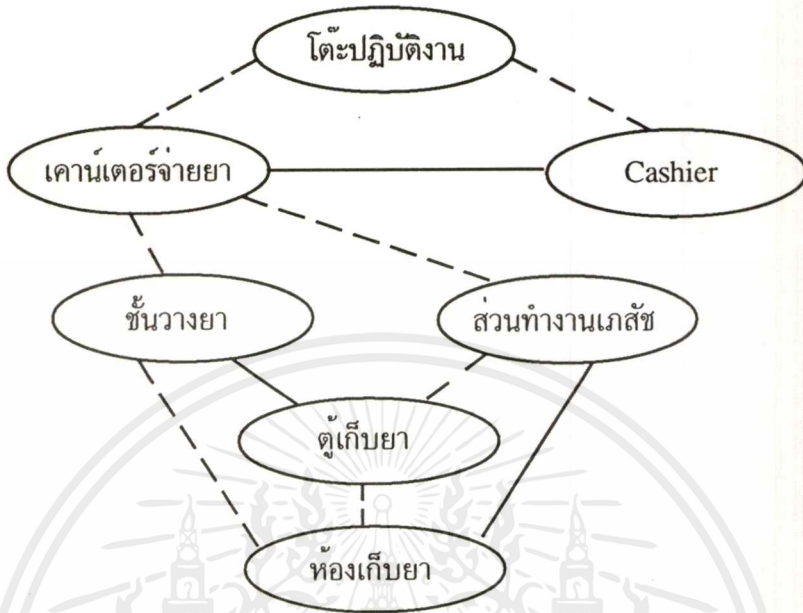 โต๊ะปฏิบัติงาน
เคาน์เตอร์จ่ายยา
Cashier
ชั้นวางยา
ส่วนทำงานเภสัช
ตู้เก็บยา
ห้องเก็บยา